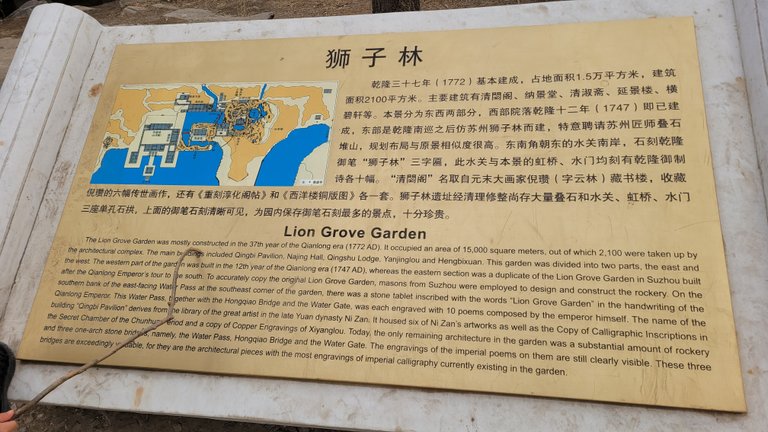 狮子林
乾隆三十七年（1772）基本建成，占地面积1.5万平方米，建筑
面积2100平方米。主要建筑有清閟阁、纳景堂、清淑斋、延景楼、横
碧轩等。本景分为东西两部，西部院落乾隆十二年（1747）即已建
成，东部是乾隆南巡之后仿苏州狮子林而建，特意聘请苏州匠师叠石
堆山，规划布局与原景相似度很高。东南角朝东的水关南岸，石刻乾隆
御笔“狮子林”三字匾，此水关与本景的虹桥、水门均刻有乾隆御制
诗各十幅。“清閟阁”名取自元末大画家倪瓒（字云林）藏书楼，收藏
倪瓒的六幅传世画作，还有《重刻淳化阁帖》和《西洋楼铜版图》各一套。狮子林遗址经清理修整尚存大量叠石和水关、虹桥、水门
三座单孔石拱，上面的御笔石刻清晰可见，为国内保存御笔石刻最多的景点，十分珍贵。
Lion Grove Garden
The Lion Grove Garden was mostly constructed in the 37th year of the Qianlong era (1772 AD). It occupied an area of 15,000 square meters, out of which 2,100 were taken up by
the architectural complex. The main buildings included Qingbi Pavilion, Najing Hall, Qingshu Lodge, Yanjinglou and Hengbixuan. This garden was divided into two parts, the east and
the west. The western part of the garden was built in the 12th year of the Qianlong era (1747 AD), whereas the eastern section was a duplicate of the Lion Grove Garden in Suzhou built
after the Qianlong Emperor's tour to the south. To accurately copy the original Lion Grove Garden, masons from Suzhou were employed to design and construct the rockery. On the
southern bank of the east-facing Water Pass at the southeast corner of the garden, there was a stone tablet inscribed with the words "Lion Grove Garden" in the handwriting of the
Qianlong Emperor. This Water Pass, together with the Hongqiao Bridge and the Water Gate, was each engraved with 10 poems composed by the emperor himself. The name of the
building "Qingbi Pavilion" derives from the library of the great artist in the late Yuan dynasty Ni Zan. It housed six of Ni Zan's artworks as well as the Copy of Calligraphic Inscriptions in
the Secret Chamber of the Chunhua Period and a copy of Copper Engravings of Xiyanglou. Today, the only remaining architecture in the garden was a substantial amount of rockery
and three one-arch stone bridges, namely, the Water Pass, Hongqiao Bridge and the Water Gate. The engravings of the imperial poems on them are still clearly visible. These three
bridges are exceedingly valuable, for they are the architectural pieces with the most engravings of imperial calligraphy currently existing in the garden.